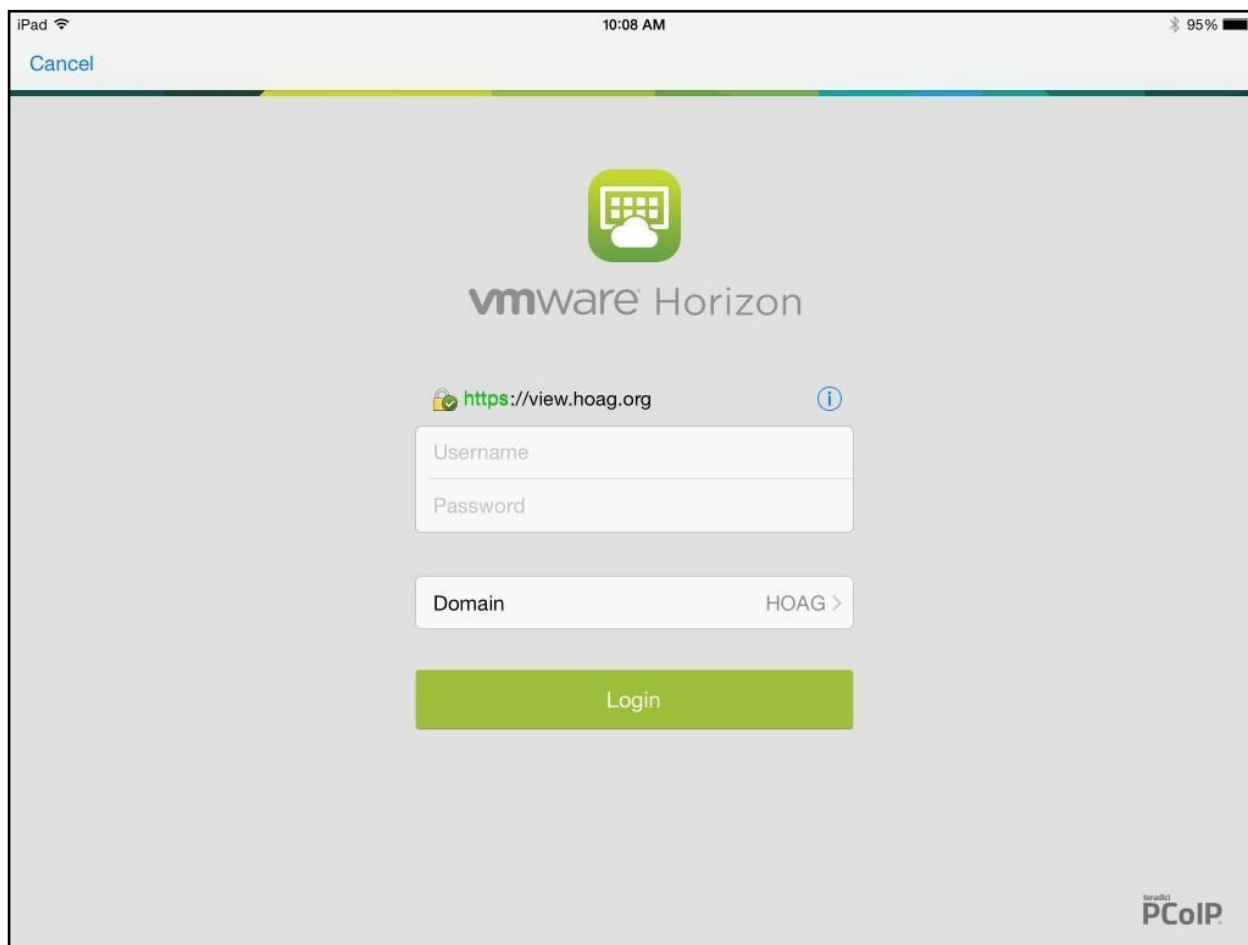 iPad 10:08 AM 95%
Cancel
vmware Horizon
https://view.hoag.org
Username
Password
Domain HOAG
Login
teradici
PCoIP